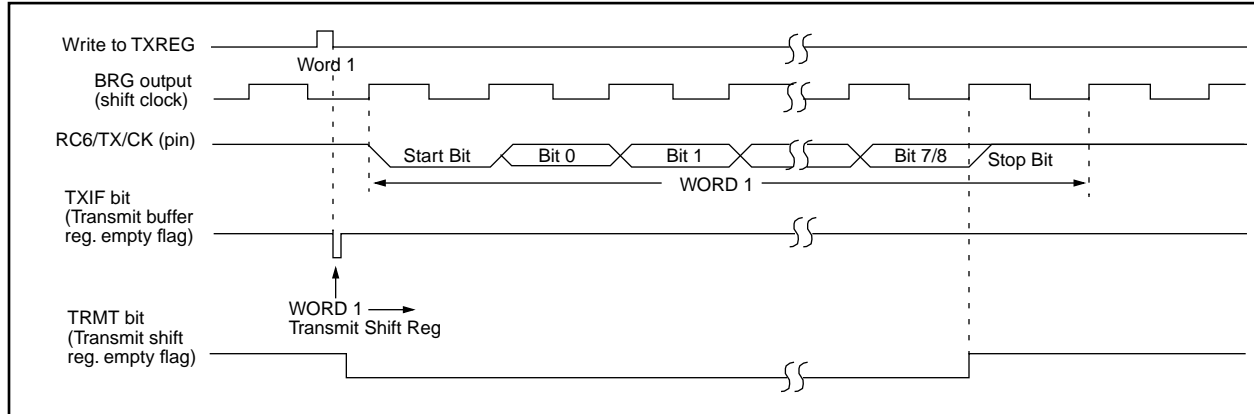 Write to TXREG
Word 1
BRG output
(shift clock)
RC6/TX/CK (pin)
Start Bit
Bit 0
Bit 1
Bit 7/8
Stop Bit
WORD 1
TXIF bit
(Transmit buffer
reg. empty flag)
WORD 1
Transmit Shift Reg
TRMT bit
(Transmit shift
reg. empty flag)